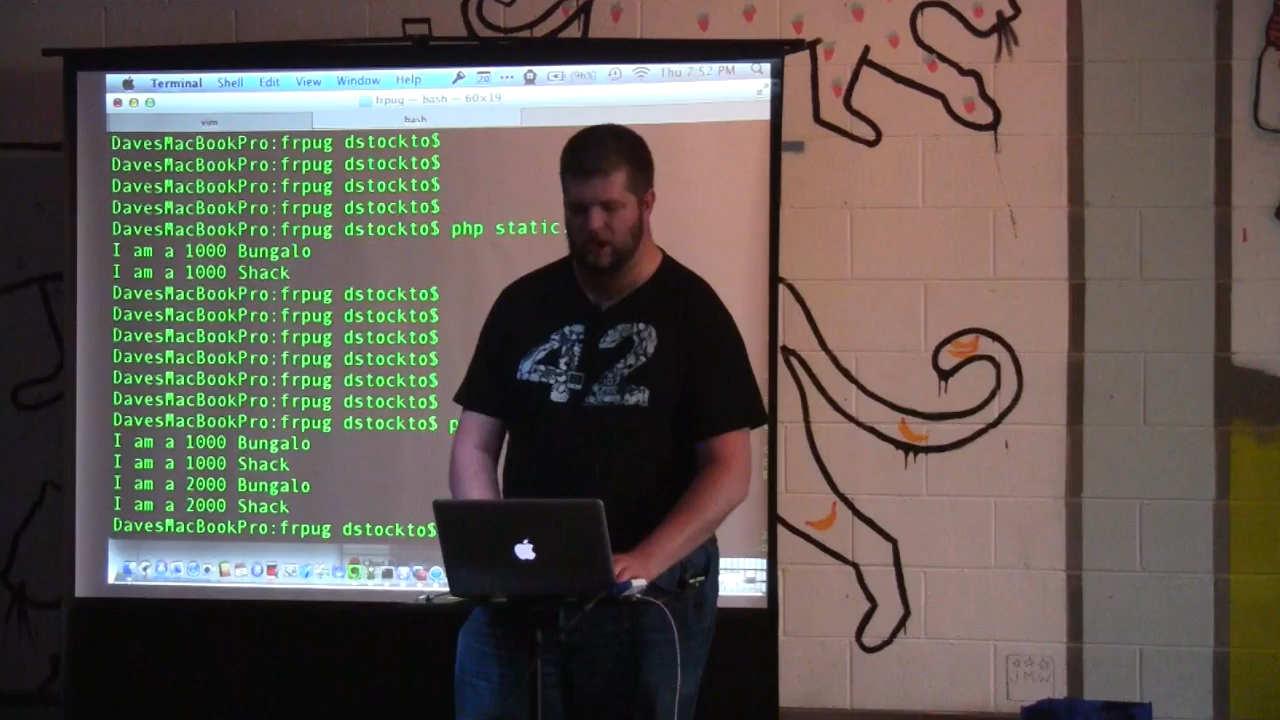 Terminal Shell Edit View Window Help 20 (96%) Thu 7:52 PM
frpug — bash — 60×19
vim bash
DavesMacBookPro:frpug dstockto$
DavesMacBookPro:frpug dstockto$
DavesMacBookPro:frpug dstockto$
DavesMacBookPro:frpug dstockto$
DavesMacBookPro:frpug dstockto$ php static.
I am a 1000 Bungalo
I am a 1000 Shack
DavesMacBookPro:frpug dstockto$
DavesMacBookPro:frpug dstockto$
DavesMacBookPro:frpug dstockto$
DavesMacBookPro:frpug dstockto$
DavesMacBookPro:frpug dstockto$
DavesMacBookPro:frpug dstockto$
DavesMacBookPro:frpug dstockto$ p
I am a 1000 Bungalo
I am a 1000 Shack
I am a 2000 Bungalo
I am a 2000 Shack
DavesMacBookPro:frpug dstockto$
42
JMW